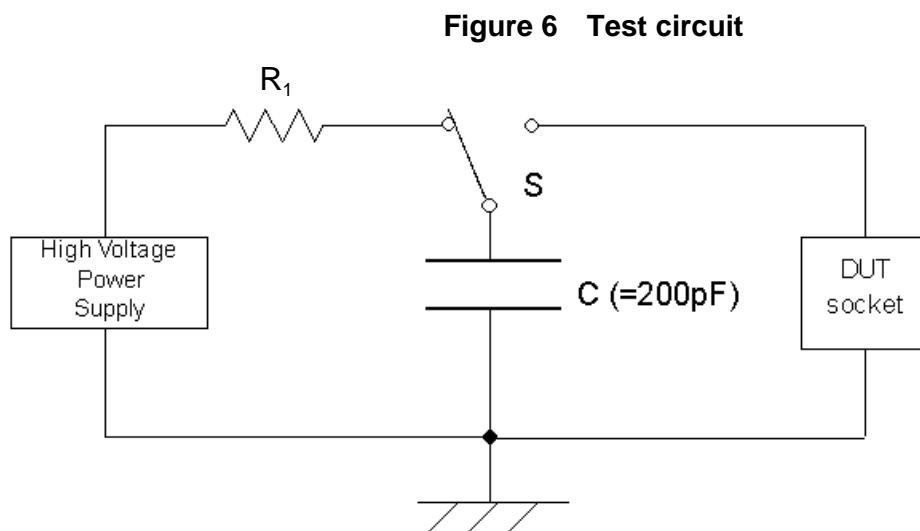 Figure 6 Test circuit
R₁
S
High Voltage
Power
Supply
C (=200pF)
DUT
socket